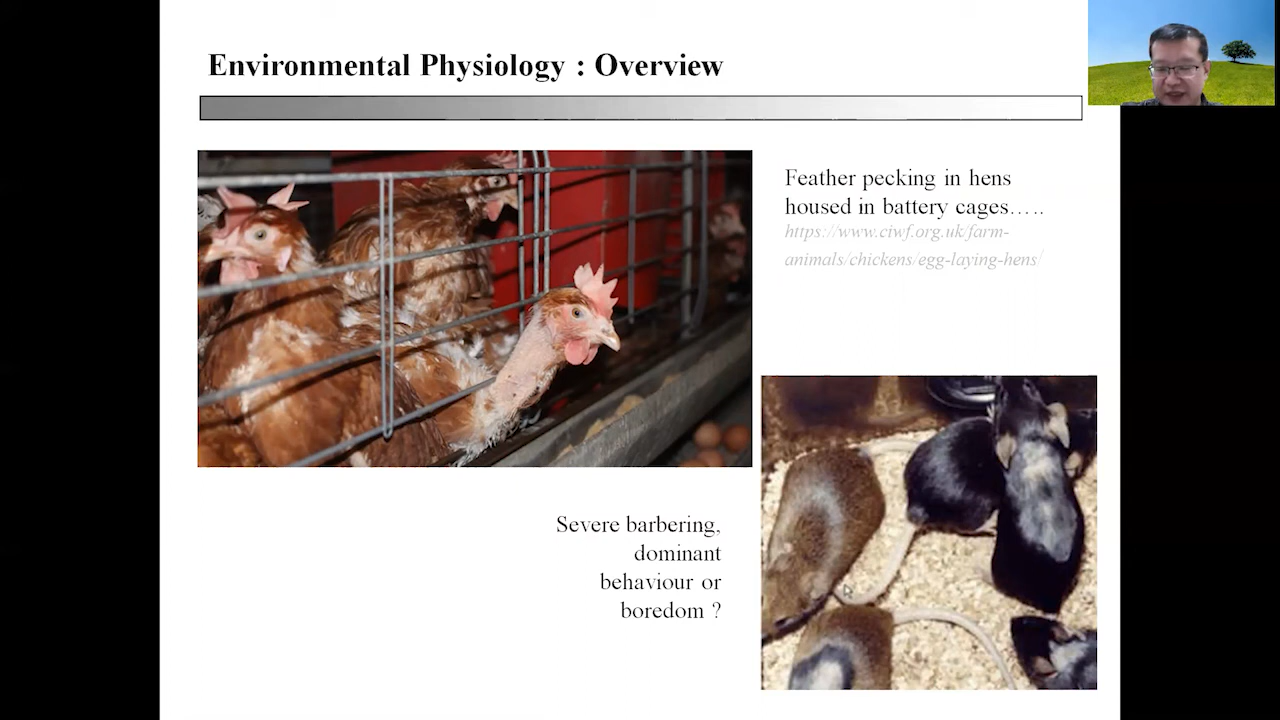 Environmental Physiology : Overview
Feather pecking in hens
housed in battery cages…..
https://www.ciwf.org.uk/farm-
animals/chickens/egg-laying-hens/
Severe barbering,
dominant
behaviour or
boredom ?